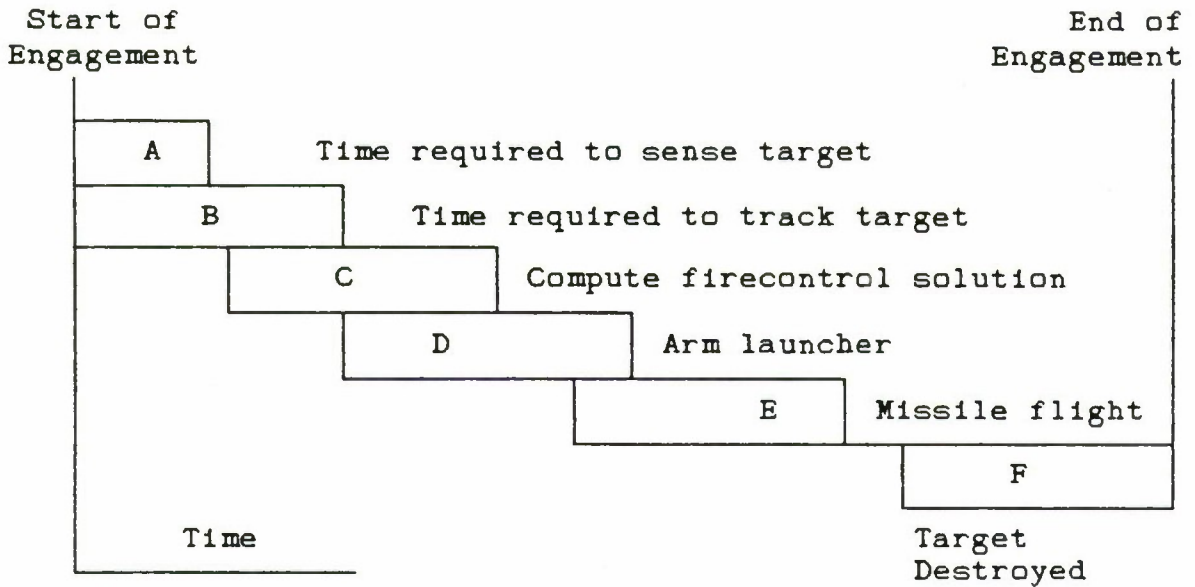 Start of
Engagement
End of
Engagement
A
Time required to sense target
B
Time required to track target
C
Compute firecontrol solution
D
Arm launcher
E
Missile flight
F
Time
Target
Destroyed